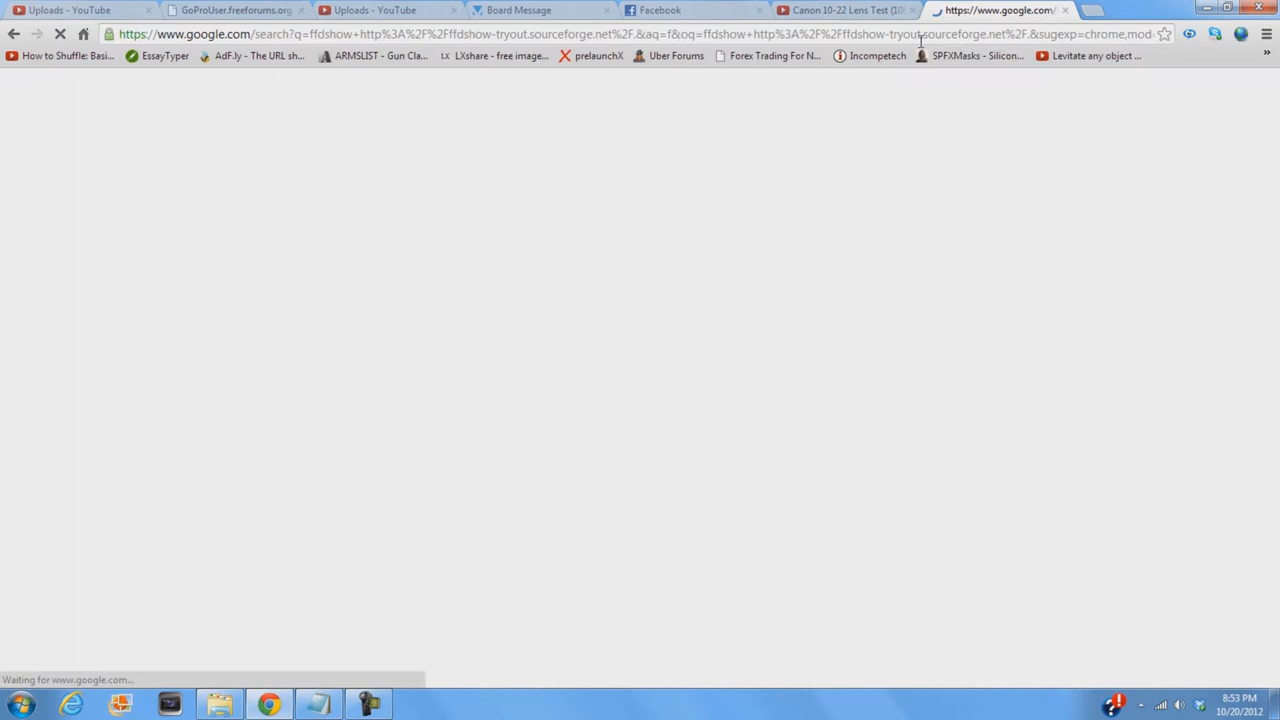 Uploads - YouTube
GoProUser.freeforums.org
Uploads - YouTube
Board Message
Facebook
Canon 10-22 Lens Test (10
https://www.google.com/
https://www.google.com/search?q=ffdshow+http%3A%2F%2Fffdshow-tryout.sourceforge.net%2F.&aq=f&oq=ffdshow+http%3A%2F%2Fffdshow-tryout.sourceforge.net%2F.&sugexp=chrome,mod
How to Shuffle: Basi...
EssayTyper
AdF.ly - The URL sh...
ARMSLIST - Gun Cla...
LX LXshare - free image...
prelaunchX
Uber Forums
Forex Trading For N...
Incompetech
SPFXMasks - Silicon...
Levitate any object ...
»
Waiting for www.google.com...
8:53 PM
10/20/2012